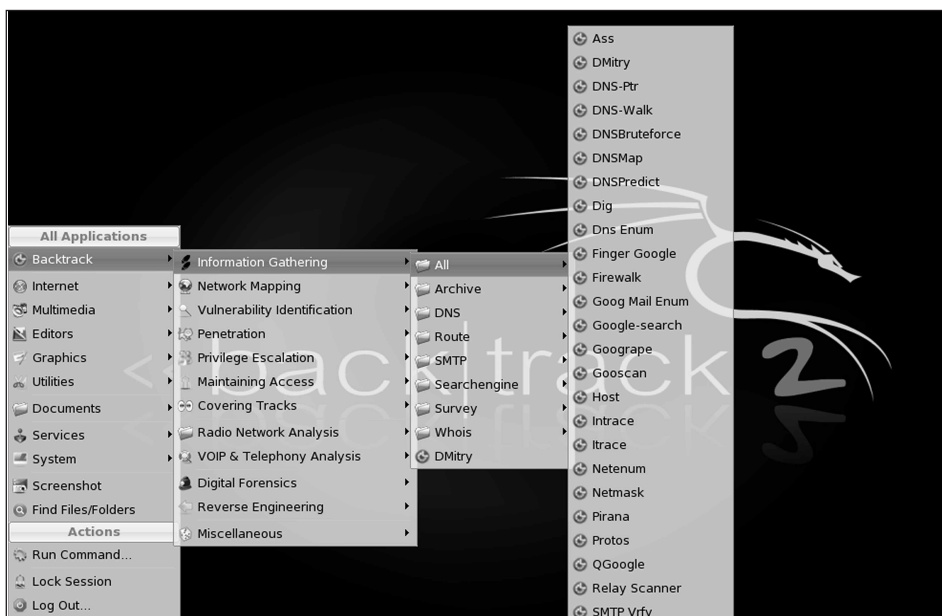 All Applications
Backtrack
Internet
Multimedia
Editors
Graphics
Utilities
Documents
Services
System
Screenshot
Find Files/Folders
Actions
Run Command...
Lock Session
Log Out...
Information Gathering
Network Mapping
Vulnerability Identification
Penetration
Privilege Escalation
Maintaining Access
Covering Tracks
Radio Network Analysis
VOIP & Telephony Analysis
Digital Forensics
Reverse Engineering
Miscellaneous
All
Archive
DNS
Route
SMTP
Searchengine
Survey
Whois
DMitry
Ass
DMitry
DNS-Ptr
DNS-Walk
DNSBruteforce
DNSMap
DNSPredict
Dig
Dns Enum
Finger Google
Firewalk
Goog Mail Enum
Google-search
Googrape
Gooscan
Host
Intrace
Itrace
Netenum
Netmask
Pirana
Protos
QGoogle
Relay Scanner
SMTP Vrfy
<< back|track 2